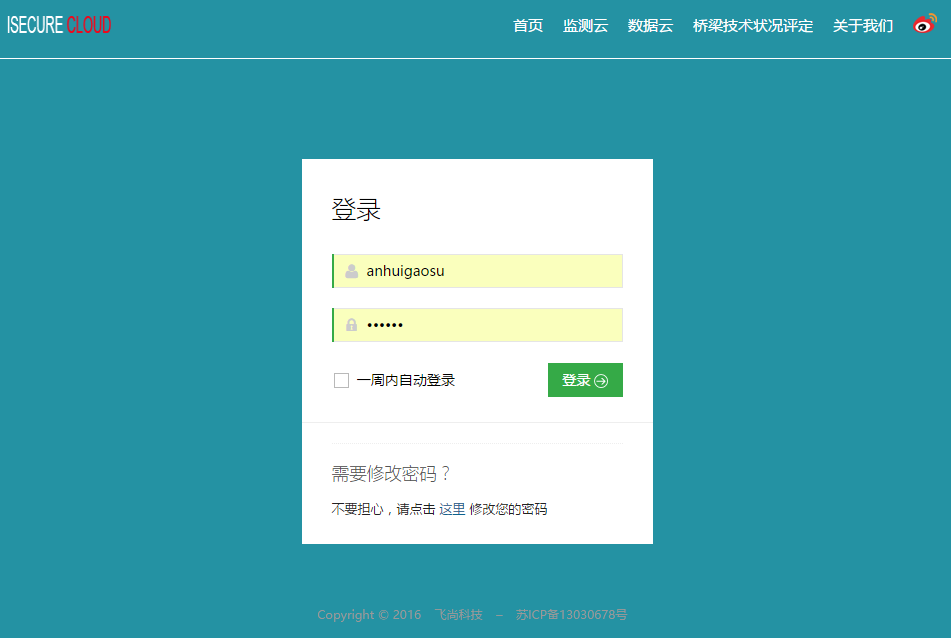 ISECURE CLOUD
首页 监测云 数据云 桥梁技术状况评定 关于我们
登录
anhuigaosu
••••••
一周内自动登录 登录
需要修改密码？
不要担心，请点击 这里 修改您的密码
Copyright © 2016 飞尚科技 – 苏ICP备13030678号